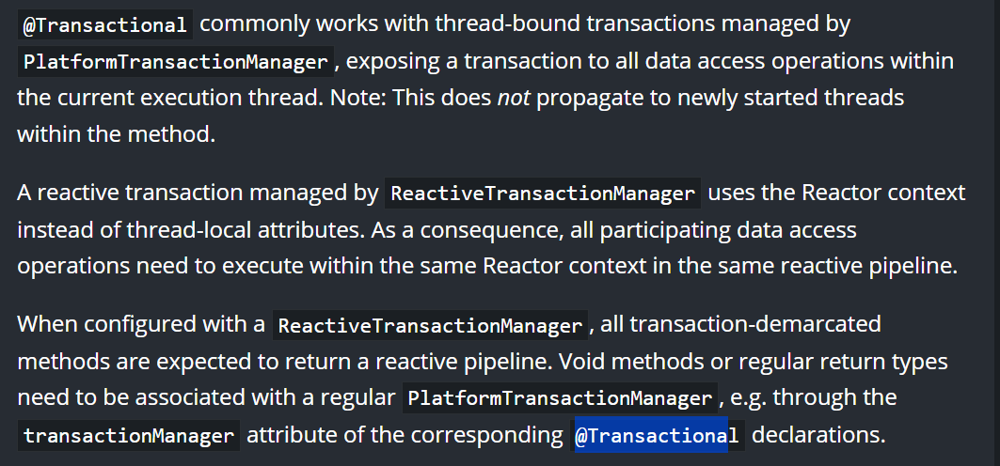 @Transactional commonly works with thread-bound transactions managed by
PlatformTransactionManager, exposing a transaction to all data access operations within
the current execution thread. Note: This does not propagate to newly started threads
within the method.
A reactive transaction managed by ReactiveTransactionManager uses the Reactor context
instead of thread-local attributes. As a consequence, all participating data access
operations need to execute within the same Reactor context in the same reactive pipeline.
When configured with a ReactiveTransactionManager, all transaction-demarcated
methods are expected to return a reactive pipeline. Void methods or regular return types
need to be associated with a regular PlatformTransactionManager, e.g. through the
transactionManager attribute of the corresponding @Transactional declarations.